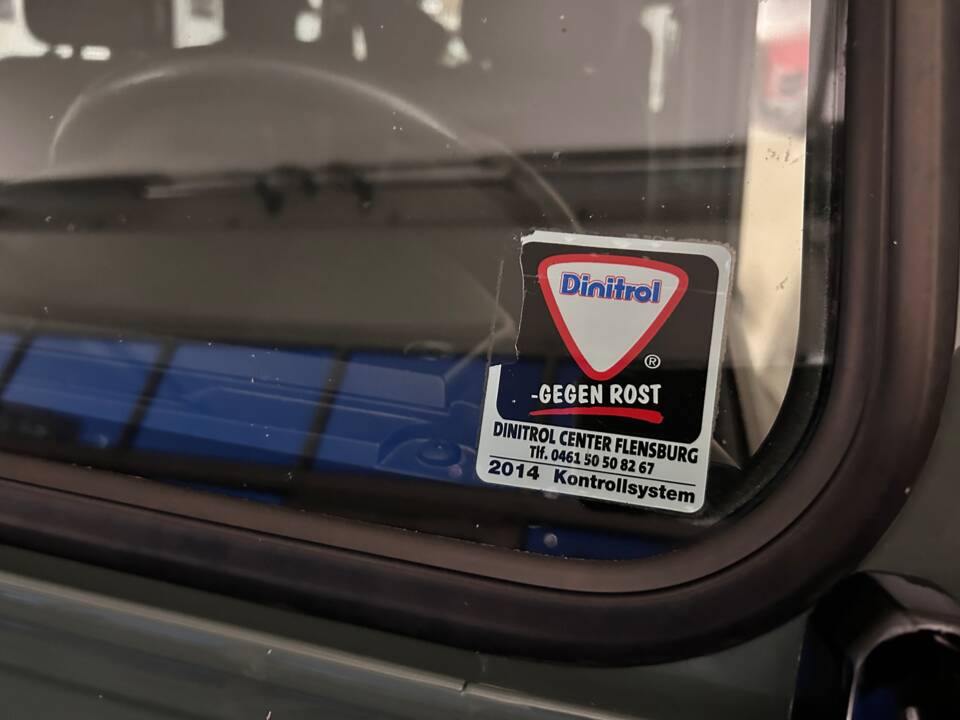 Dinitrol
®
-GEGEN ROST
DINITROL CENTER FLENSBURG
Tlf. 0461 50 50 82 67
2014 Kontrollsystem